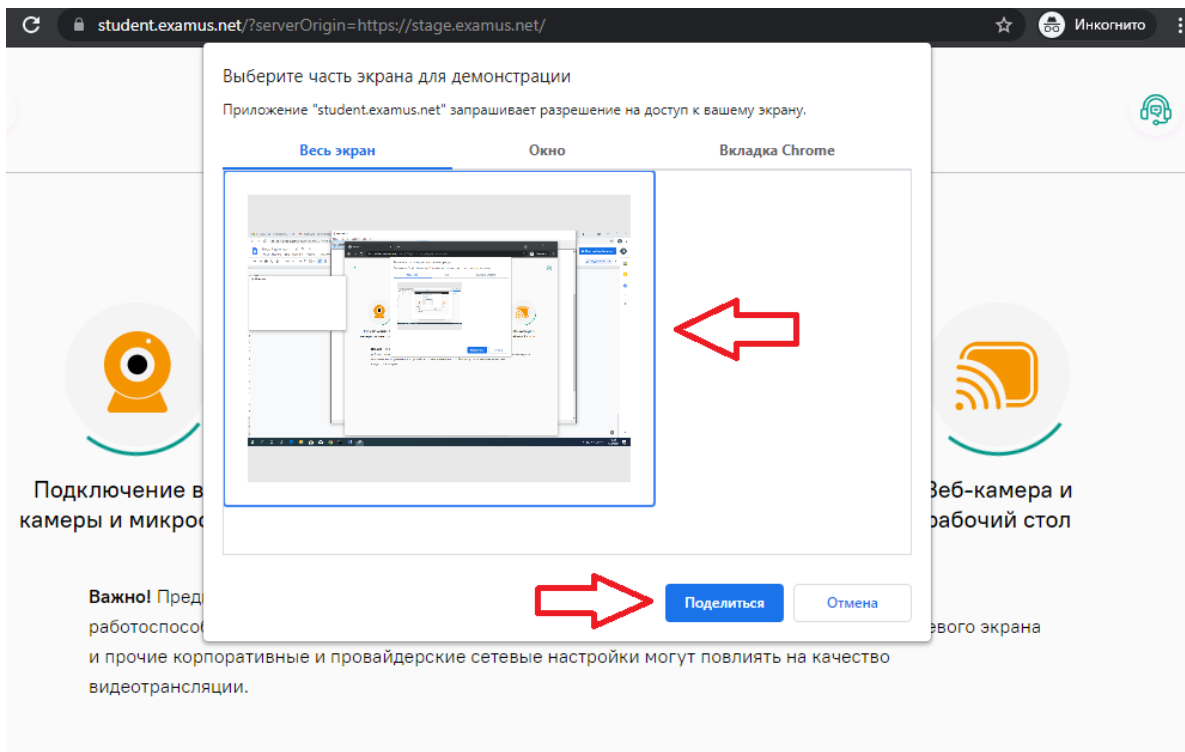 student.examus.net/?serverOrigin=https://stage.examus.net/
Инкогнито
Выберите часть экрана для демонстрации
Приложение "student.examus.net" запрашивает разрешение на доступ к вашему экрану.
Весь экран
Окно
Вкладка Chrome
Подключение в
камеры и микро
Веб-камера и
рабочий стол
Поделиться
Отмена
Важно! Пред
работоспособ
евого экрана
и прочие корпоративные и провайдерские сетевые настройки могут повлиять на качество
видеотрансляции.